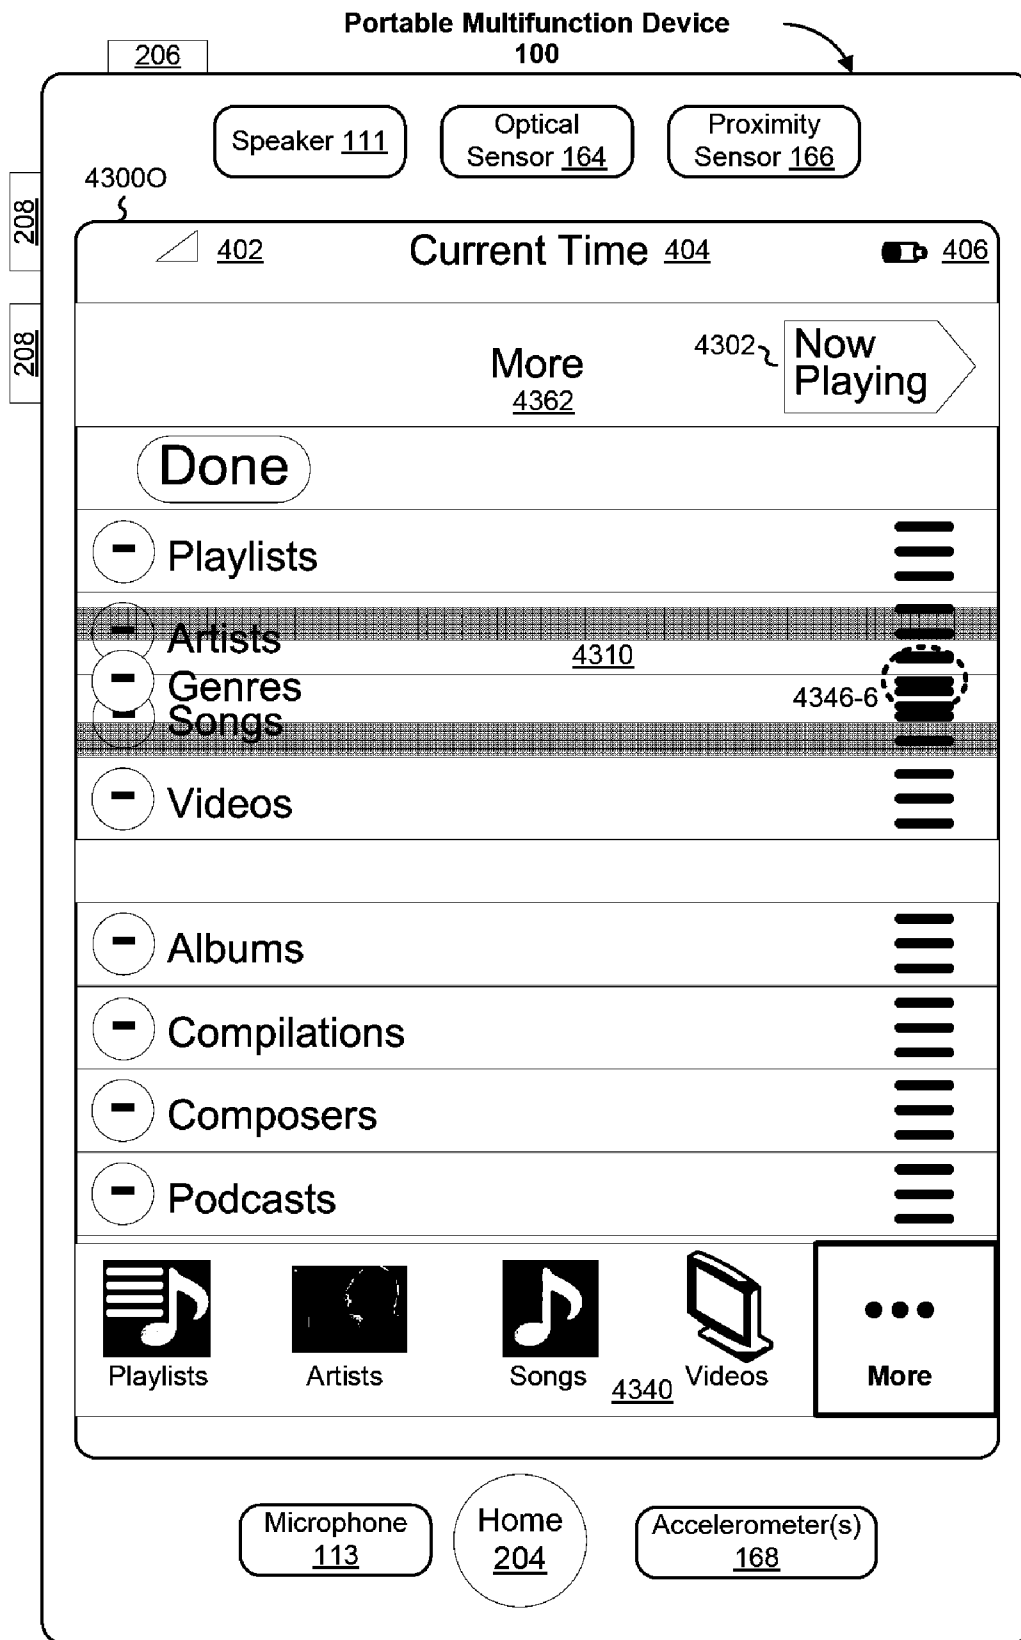 Portable Multifunction Device
100
206
Speaker 111
Optical
Sensor 164
Proximity
Sensor 166
4300O
208
208
402
Current Time 404
406
More
4362
4302
Now
Playing
Done
Playlists
Artists
4310
Genres
4346-6
Songs
Videos
Albums
Compilations
Composers
Podcasts
Playlists
Artists
Songs
4340
Videos
More
Microphone
113
Home
204
Accelerometer(s)
168